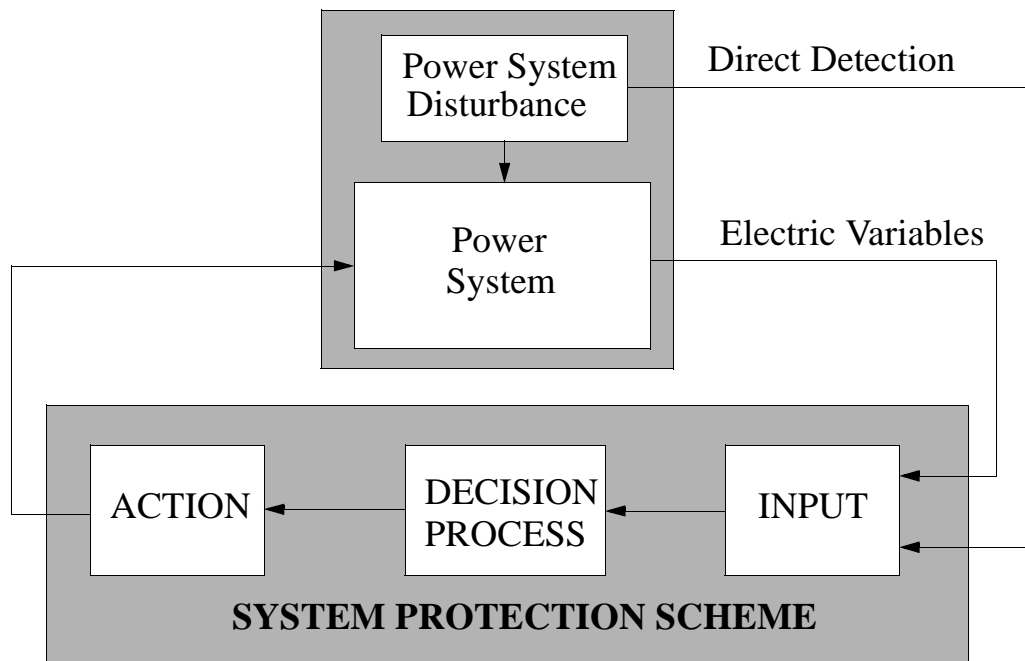 Power System
Disturbance
Direct Detection
Power
System
Electric Variables
ACTION
DECISION
PROCESS
INPUT
SYSTEM PROTECTION SCHEME